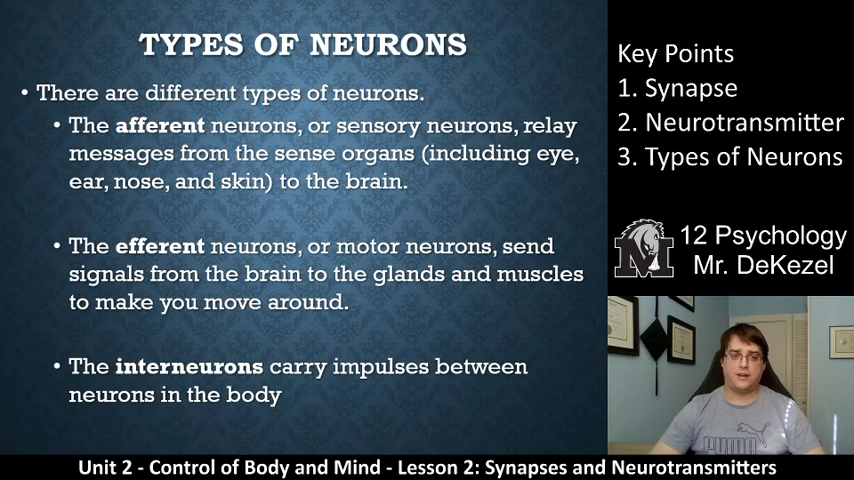 TYPES OF NEURONS
• There are different types of neurons.
• The afferent neurons, or sensory neurons, relay
messages from the sense organs (including eye,
ear, nose, and skin) to the brain.
• The efferent neurons, or motor neurons, send
signals from the brain to the glands and muscles
to make you move around.
• The interneurons carry impulses between
neurons in the body
Key Points
1. Synapse
2. Neurotransmitter
3. Types of Neurons
M
12 Psychology
Mr. DeKezel
PUMA
Unit 2 - Control of Body and Mind - Lesson 2: Synapses and Neurotransmitters